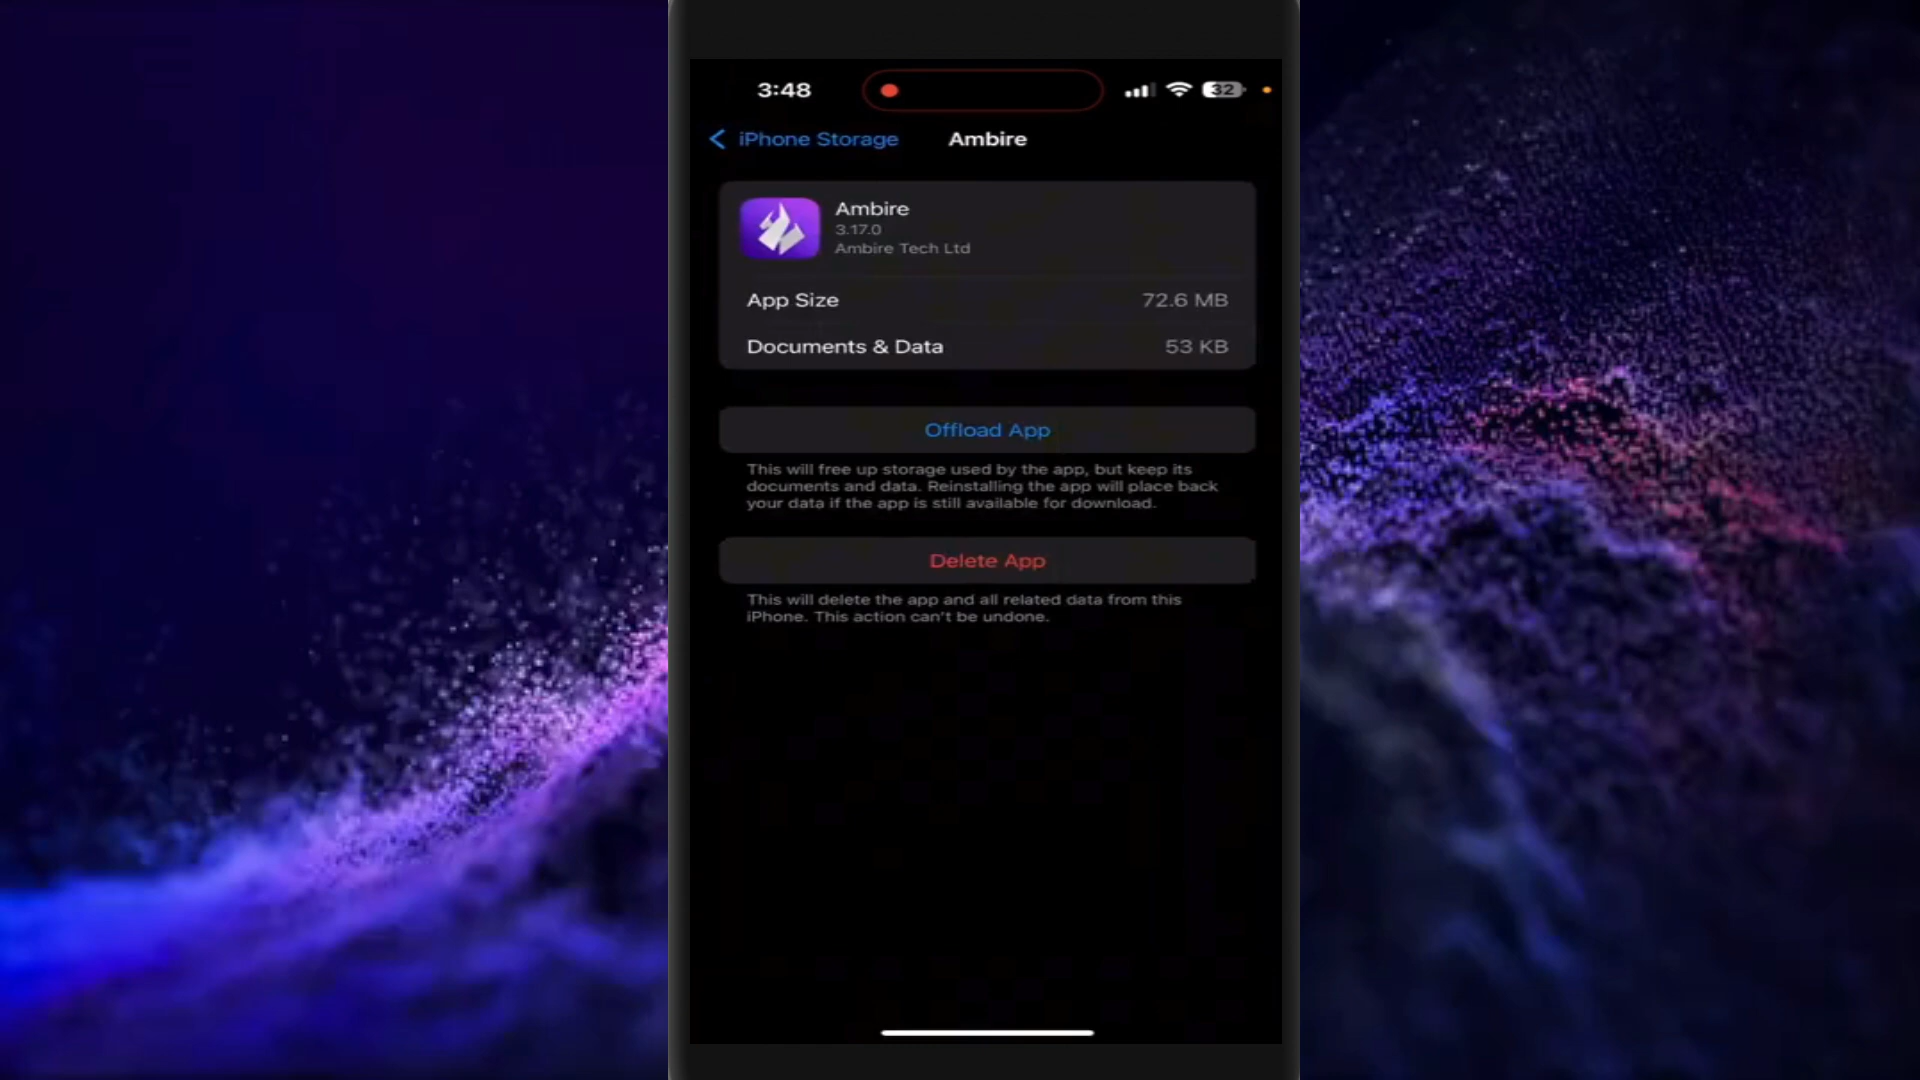 3:48
32
iPhone Storage
Ambire
Ambire
3.17.0
Ambire Tech Ltd
App Size
72.6 MB
Documents & Data
53 KB
Offload App
This will free up storage used by the app, but keep its
documents and data. Reinstalling the app will place back
your data if the app is still available for download.
Delete App
This will delete the app and all related data from this
iPhone. This action can't be undone.